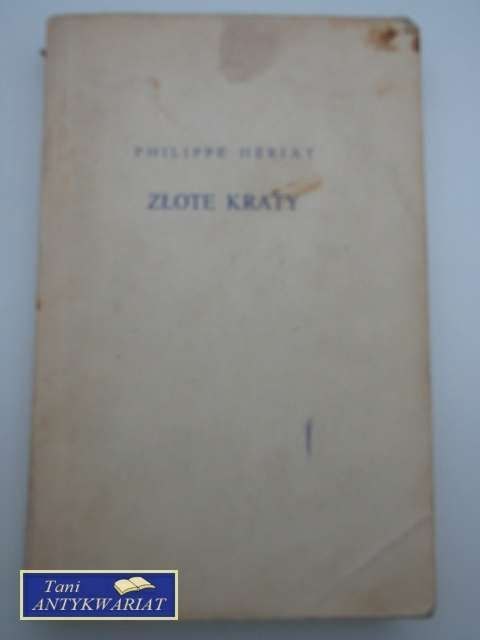 PHILIPPE HÉRIAT
ZŁOTE KRATY
Tani
ANTYKWARIAT